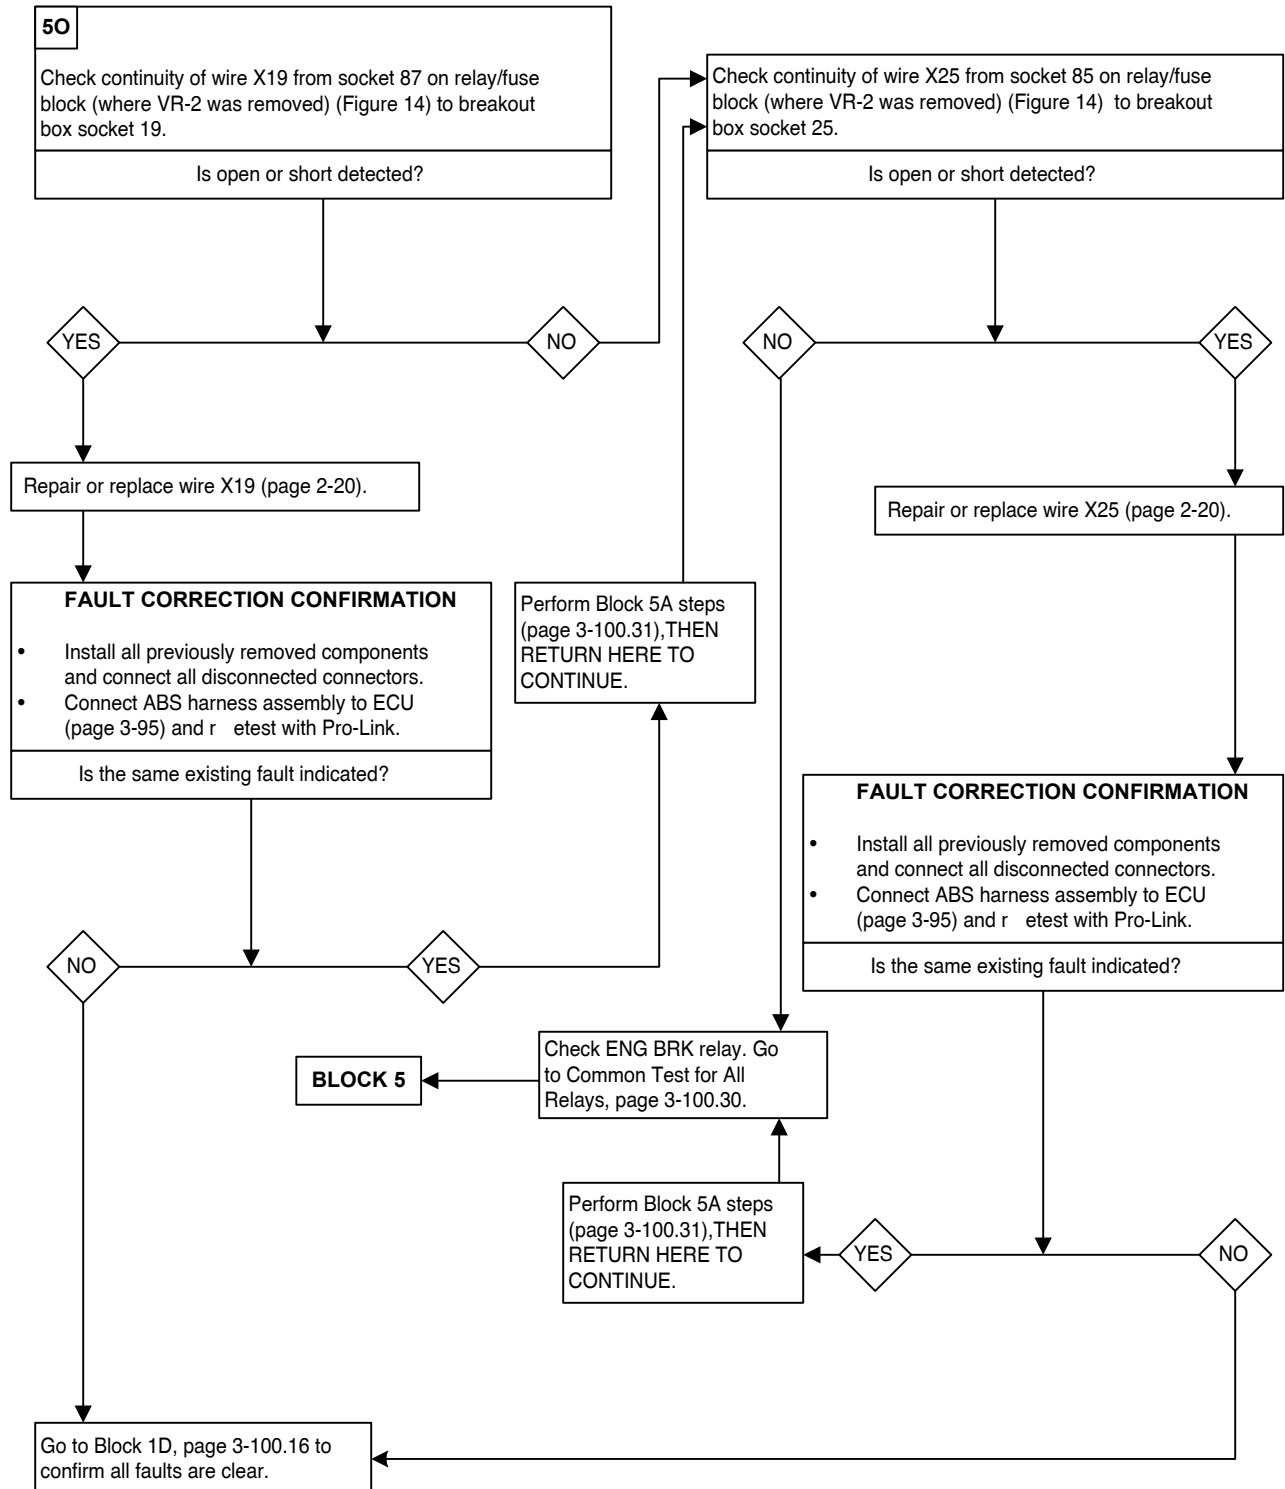 5O
Check continuity of wire X19 from socket 87 on relay/fuse
block (where VR-2 was removed) (Figure 14) to breakout
box socket 19.
Is open or short detected?
Check continuity of wire X25 from socket 85 on relay/fuse
block (where VR-2 was removed) (Figure 14) to breakout
box socket 25.
Is open or short detected?
YES
NO
NO
YES
Repair or replace wire X19 (page 2-20).
Repair or replace wire X25 (page 2-20).
FAULT CORRECTION CONFIRMATION
• Install all previously removed components
and connect all disconnected connectors.
• Connect ABS harness assembly to ECU
(page 3-95) and r etest with Pro-Link.
Is the same existing fault indicated?
Perform Block 5A steps
(page 3-100.31),THEN
RETURN HERE TO
CONTINUE.
FAULT CORRECTION CONFIRMATION
• Install all previously removed components
and connect all disconnected connectors.
• Connect ABS harness assembly to ECU
(page 3-95) and r etest with Pro-Link.
Is the same existing fault indicated?
NO
YES
BLOCK 5
Check ENG BRK relay. Go
to Common Test for All
Relays, page 3-100.30.
Perform Block 5A steps
(page 3-100.31),THEN
RETURN HERE TO
CONTINUE.
YES
NO
Go to Block 1D, page 3-100.16 to
confirm all faults are clear.